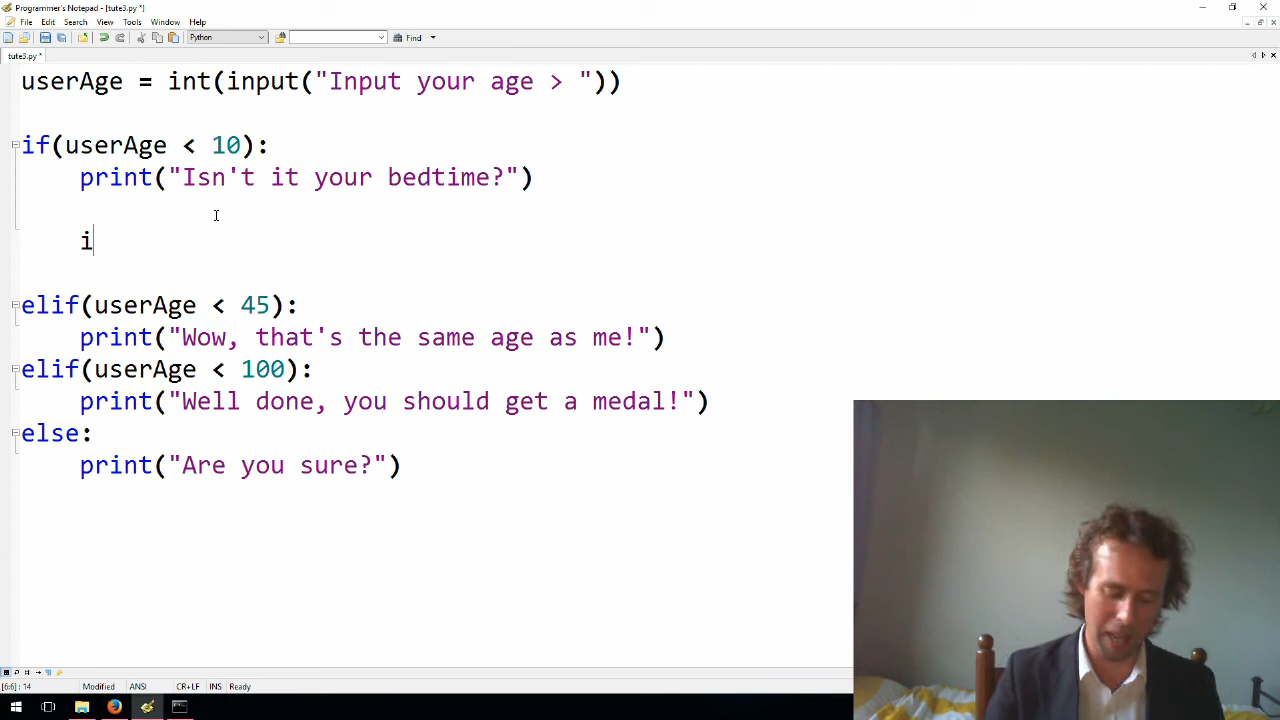 Programmer's Notepad - [tute3.py *]
File Edit Search View Tools Window Help
Python Find
tute3.py *
userAge = int(input("Input your age > "))
if(userAge < 10):
print("Isn't it your bedtime?")
i
elif(userAge < 45):
print("Wow, that's the same age as me!")
elif(userAge < 100):
print("Well done, you should get a medal!")
else:
print("Are you sure?")
[6:6] : 14 Modified ANSI CR+LF INS Ready